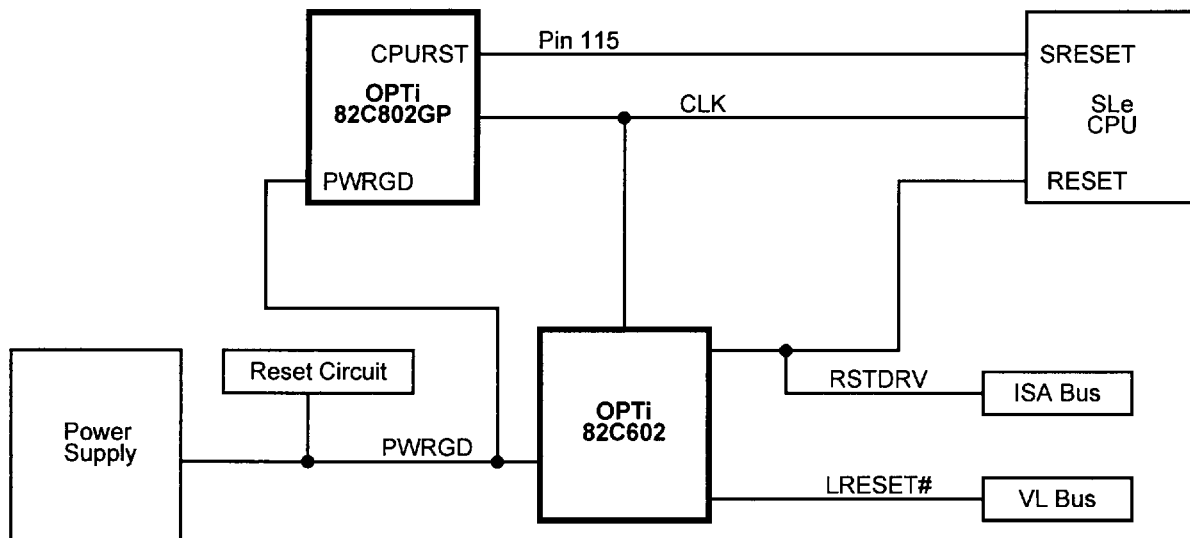 CPURST
OPTi
82C802GP
PWRGD
Pin 115
CLK
SRESET
SLe
CPU
RESET
Power
Supply
Reset Circuit
PWRGD
OPTi
82C602
RSTDRV
ISA Bus
LRESET#
VL Bus